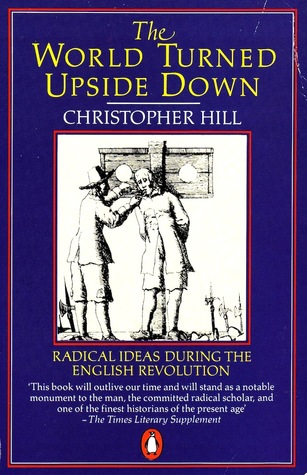 The
WORLD TURNED
UPSIDE DOWN
CHRISTOPHER HILL
RADICAL IDEAS DURING THE
ENGLISH REVOLUTION
'This book will outlive our time and will stand as a notable
monument to the man, the committed radical scholar, and
one of the finest historians of the present age'
– The Times Literary Supplement